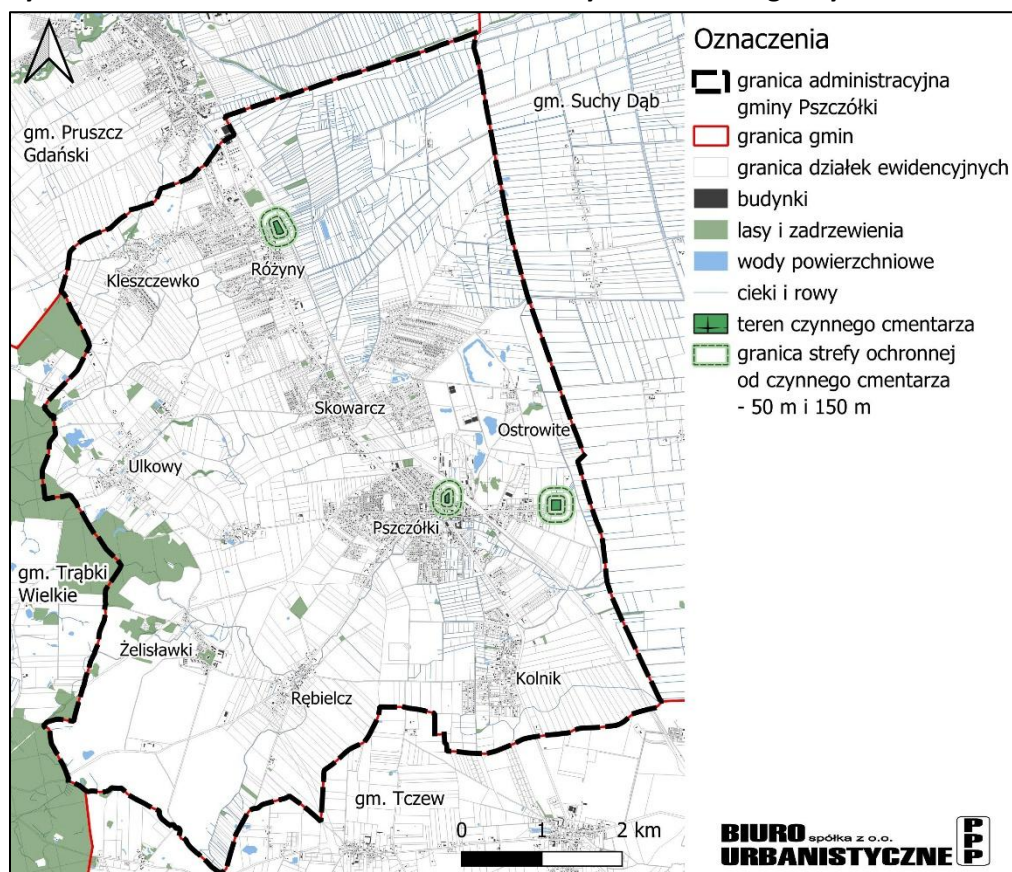 gm. Pruszcz
Gdański
gm. Suchy Dąb
Kleszczewko
Różyny
Skowarcz
Ostrowite
Ulkowy
Pszczółki
gm. Trąbki
Wielkie
Żelisławki
Rębielcz
Kolnik
gm. Tczew
0 1 2 km
Oznaczenia
granica administracyjna
gminy Pszczółki
granica gmin
granica działek ewidencyjnych
budynki
lasy i zadrzewienia
wody powierzchniowe
cieki i rowy
teren czynnego cmentarza
granica strefy ochronnej
od czynnego cmentarza
- 50 m i 150 m
BIURO spółka z o.o.
URBANISTYCZNE
PPP